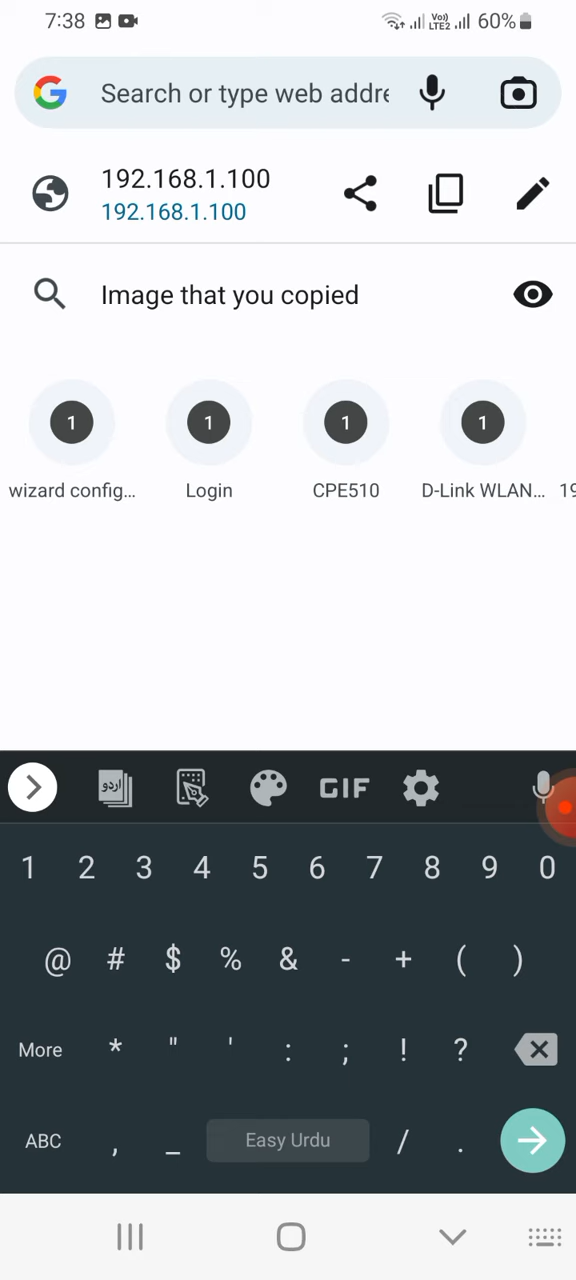 7:38 Vo)) LTE2 60%
Search or type web addre
192.168.1.100
192.168.1.100
Image that you copied
1 1 1 1
wizard config... Login CPE510 D-Link WLAN... 19
اردو GIF
1 2 3 4 5 6 7 8 9 0
@ # $ % & - + ( )
More * " ' : ; ! ?
ABC , _ Easy Urdu / .